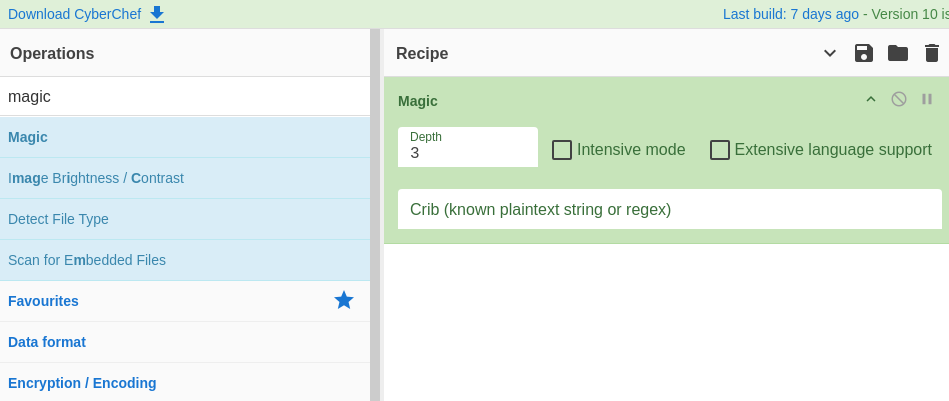 Download CyberChef
Last build: 7 days ago - Version 10 is
Operations
Recipe
magic
Magic
Image Brightness / Contrast
Detect File Type
Scan for Embedded Files
Favourites
Data format
Encryption / Encoding
Magic
Depth
3
Intensive mode
Extensive language support
Crib (known plaintext string or regex)